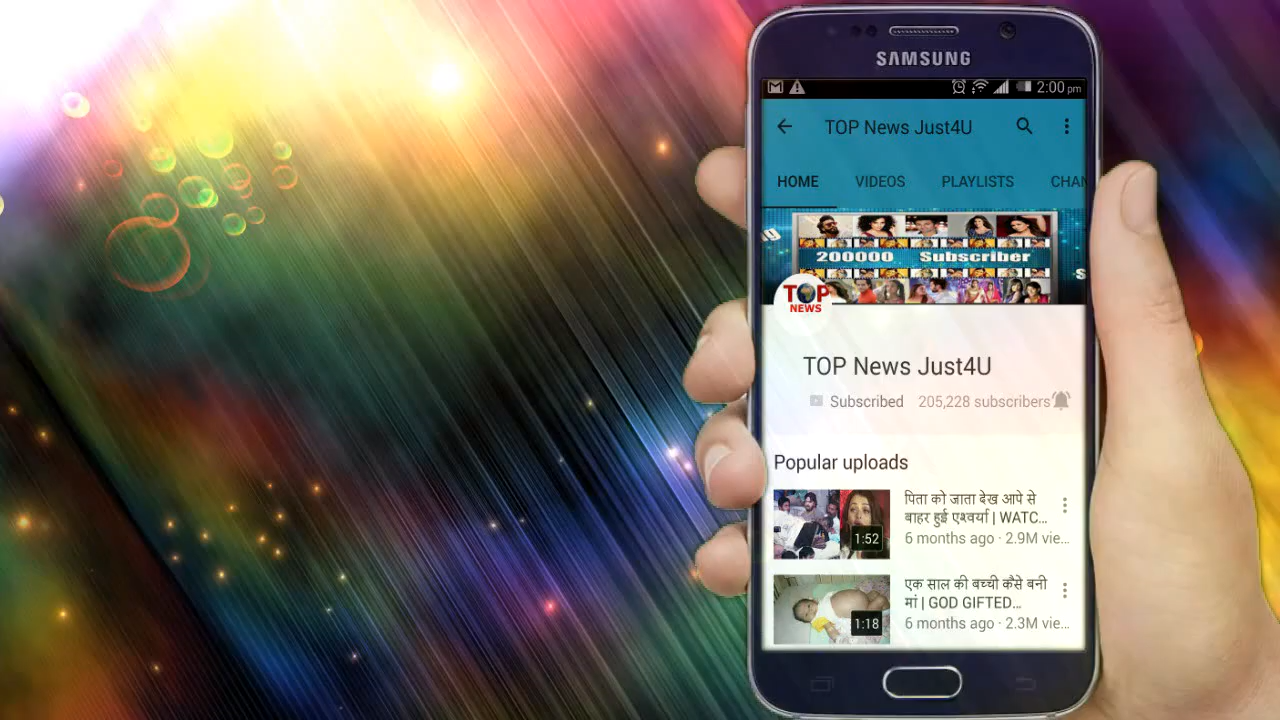 SAMSUNG
2:00 pm
TOP News Just4U
HOME VIDEOS PLAYLISTS CHAN
200000 Subscriber
S
TOP
NEWS
TOP News Just4U
Subscribed 205,228 subscribers
Popular uploads
पिता को जाता देख आपे से
बाहर हुई एश्वर्या | WATC...
1:52
6 months ago · 2.9M vie...
एक साल की बच्ची कैसे बनी
मां | GOD GIFTED...
1:18
6 months ago · 2.3M vie...